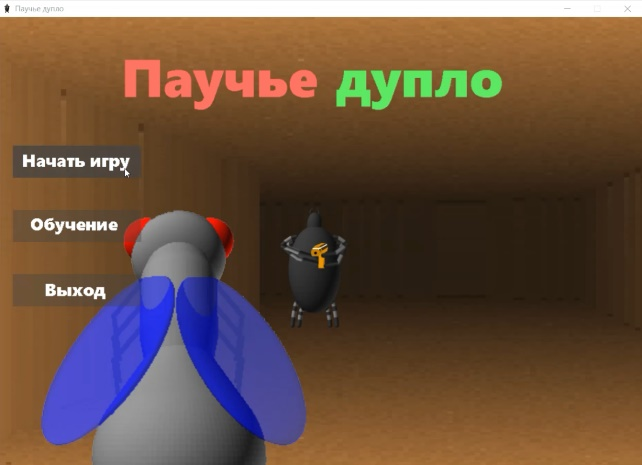 Паучье дупло
Паучье дупло
Начать игру
Обучение
Выход